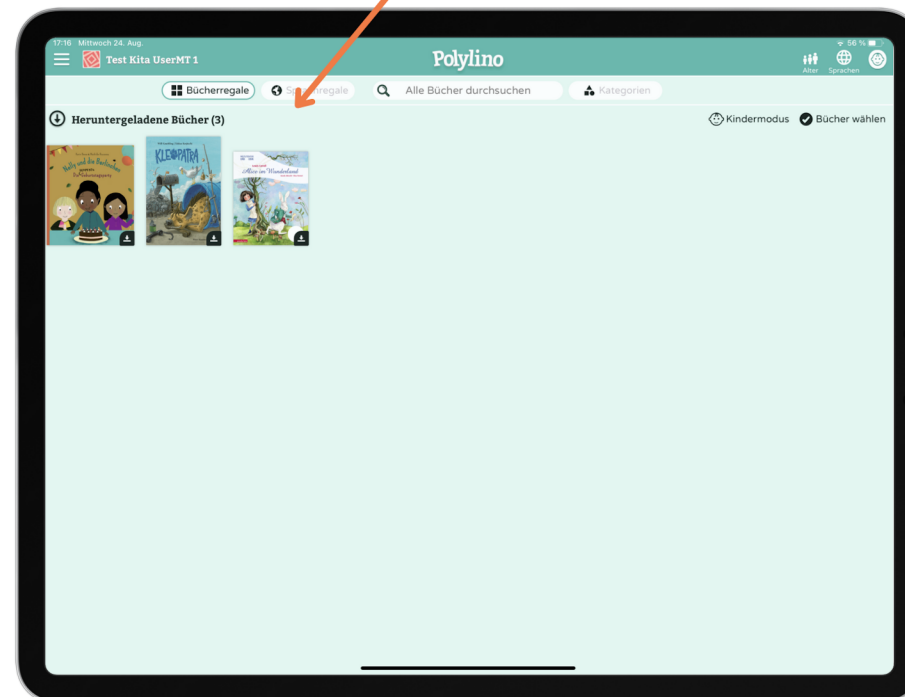 17:16 Mittwoch 24. Aug.
56 %
Test Kita UserMT 1
Polylino
Alter
Sprachen
Bücherregale
Alle Bücher durchsuchen
Kategorien
Heruntergeladene Bücher (3)
Kindermodus
Bücher wählen
KLEOPATRA
Alice im Wunderland